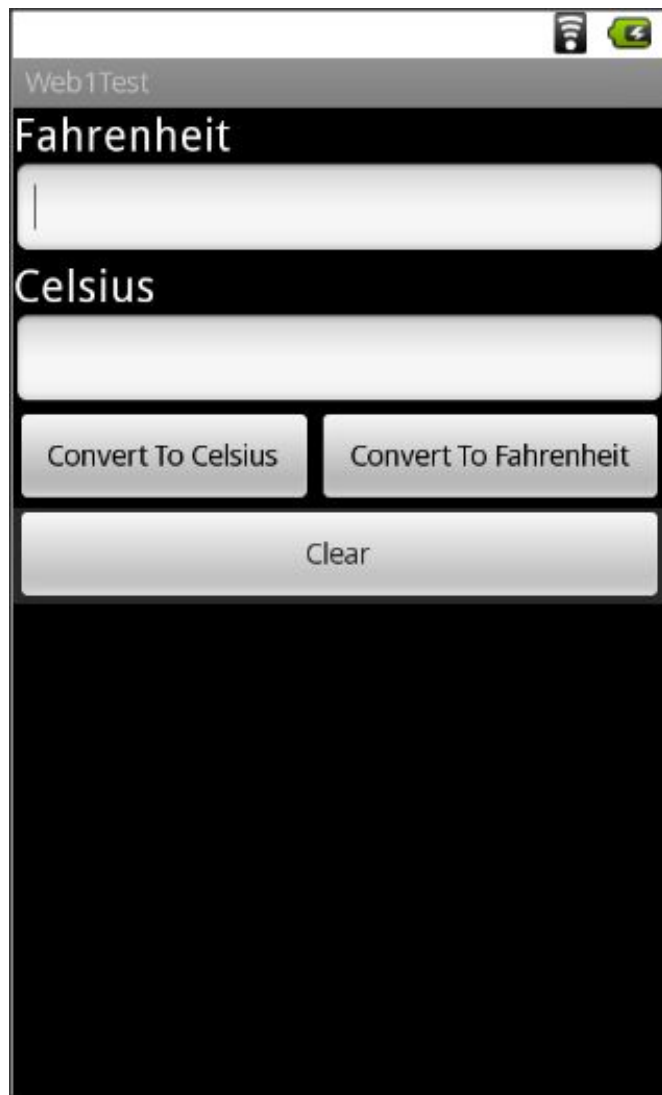 Web1Test
Fahrenheit
Celsius
Convert To Celsius
Convert To Fahrenheit
Clear